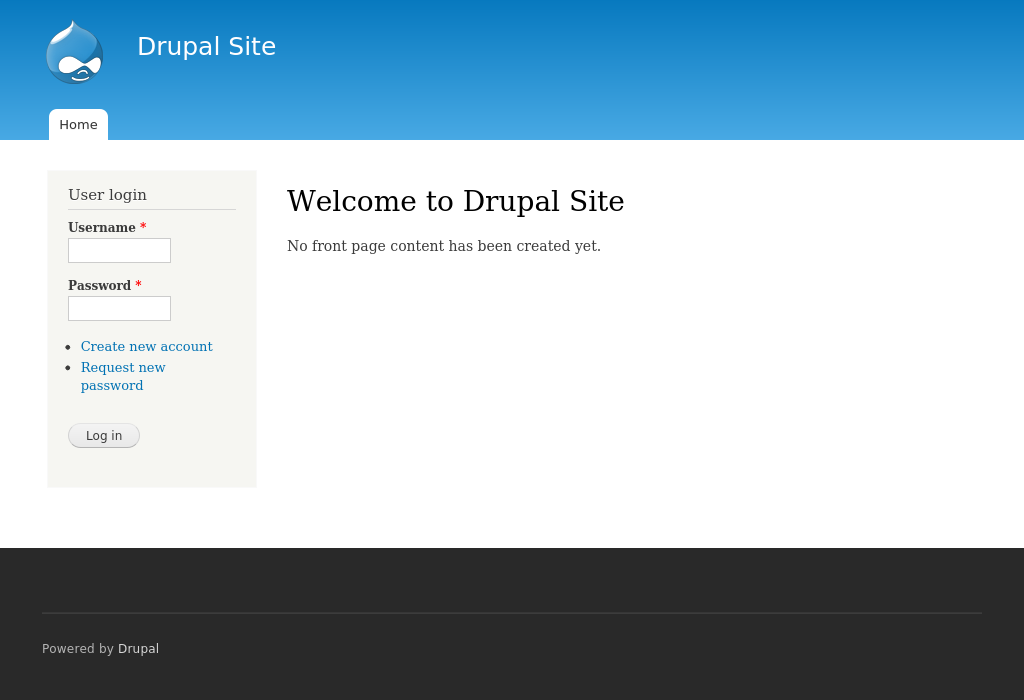 Drupal Site
Home
User login
Username *
Password *
Create new account
Request new
password
Log in
Welcome to Drupal Site
No front page content has been created yet.
Powered by Drupal